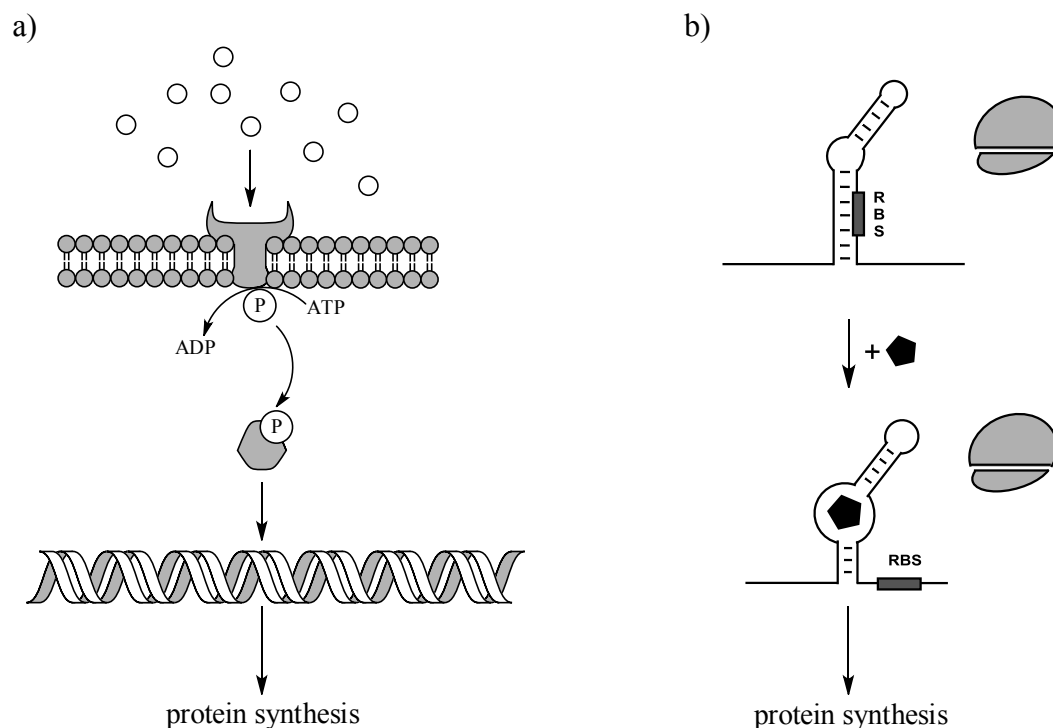 a)
P
ATP
ADP
P
protein synthesis
b)
R
B
S
+
RBS
protein synthesis